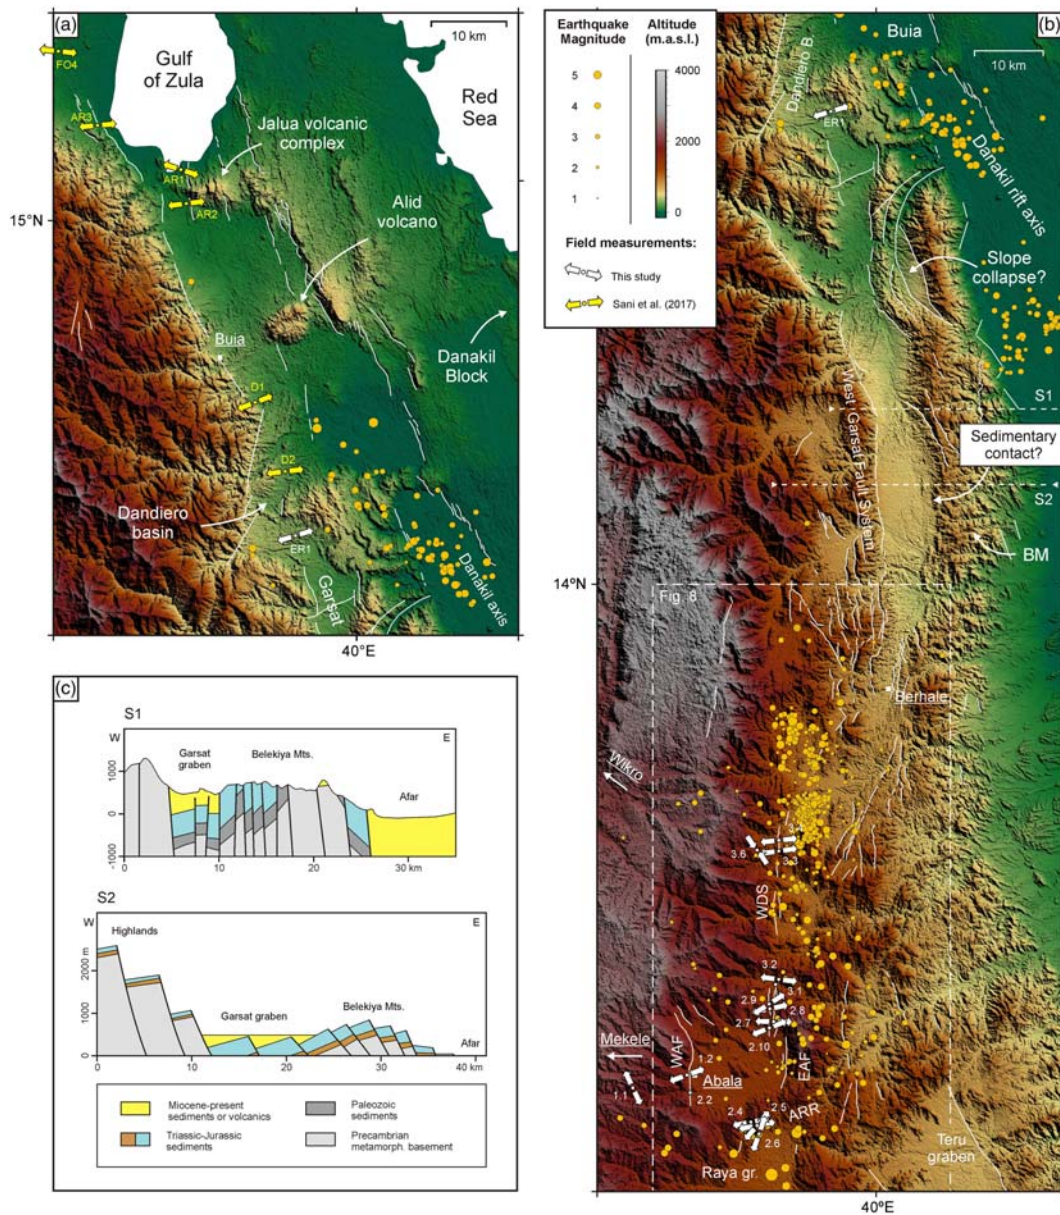 (a)
10 km
FO4
Gulf
of Zula
Red
Sea
AR3
Jalua volcanic
complex
AR1
AR2
15°N
Alid
volcano
Buia
Danakil
Block
D1
D2
Dandiero
basin
ER1
Garsat
Danakil axis
40°E
Earthquake
Magnitude
Altitude
(m.a.s.l.)
5
4
3
2
1
4000
2000
0
Field measurements:
This study
Sani et al. (2017)
(b)
Buia
10 km
Dandiero B.
ER1
Danakil rift axis
Slope
collapse?
West Garsat Fault System
S1
Sedimentary
contact?
S2
BM
14°N
Fig. 8
Berhale
Wikro
3.6
3.3
WDS
3.2
3.1
2.9
2.8
2.7
2.10
Mekele
WAF
EAF
1.2
Abala
1.1
2.2
2.5
2.4
ARR
2.6
Raya gr.
Teru
graben
40°E
(c)
S1
W
E
Garsat
graben
Belekiya Mts.
Afar
1000
0
-1000
10
20
30 km
S2
W
E
Highlands
2000 m
1000
0
Garsat graben
Belekiya Mts.
Afar
0
10
20
30
40 km
Miocene-present
sediments or volcanics
Paleozoic
sediments
Triassic-Jurassic
sediments
Precambrian
metamorph. basement